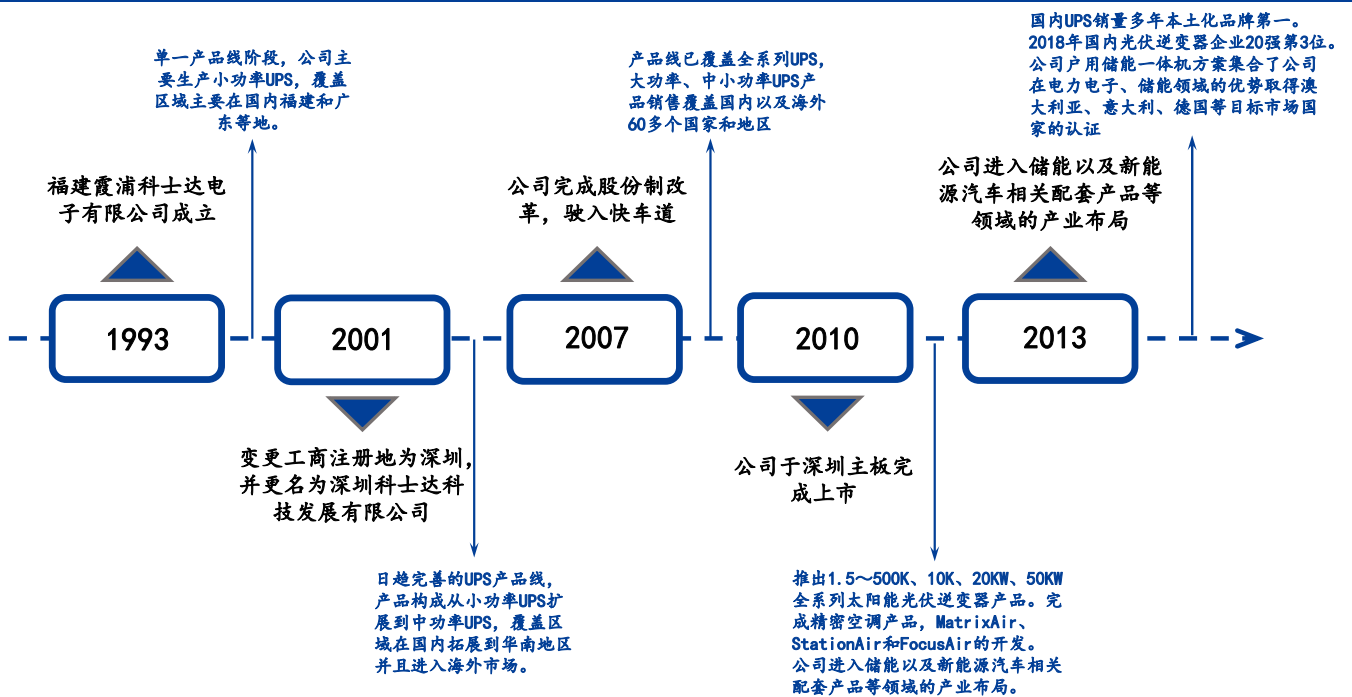 单一产品线阶段，公司主
要生产小功率UPS，覆盖
区域主要在国内福建和广
东等地。
产品线已覆盖全系列UPS，
大功率、中小功率UPS产
品销售覆盖国内以及海外
60多个国家和地区
国内UPS销量多年本土化品牌第一。
2018年国内光伏逆变器企业20强第3位。
公司户用储能一体机方案集合了公司
在电力电子、储能领域的优势取得澳
大利亚、意大利、德国等目标市场国
家的认证
福建霞浦科士达电
子有限公司成立
公司完成股份制改
革，驶入快车道
公司进入储能以及新能
源汽车相关配套产品等
领域的产业布局
1993
2001
2007
2010
2013
变更工商注册地为深圳，
并更名为深圳科士达科
技发展有限公司
公司于深圳主板完
成上市
日趋完善的UPS产品线，
产品构成从小功率UPS扩
展到中功率UPS，覆盖区
域在国内拓展到华南地区
并且进入海外市场。
推出1.5～500K、10K、20KW、50KW
全系列太阳能光伏逆变器产品。完
成精密空调产品，MatrixAir、
StationAir和FocusAir的开发。
公司进入储能以及新能源汽车相关
配套产品等领域的产业布局。